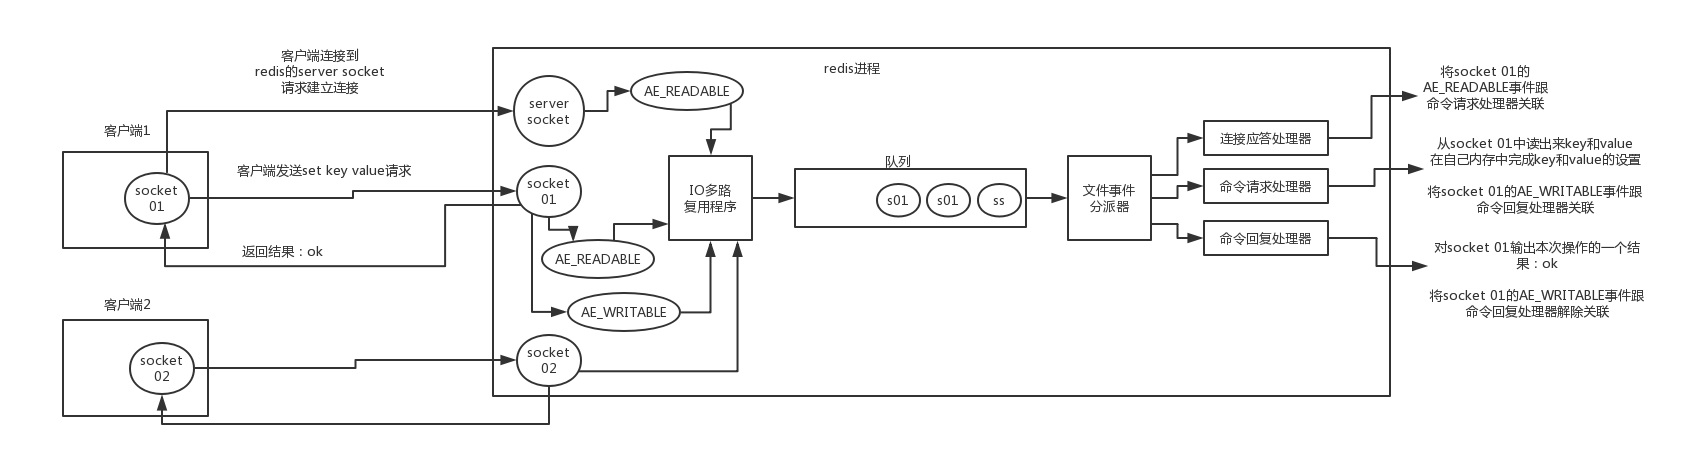 客户端连接到
redis的server socket
请求建立连接
客户端1
socket
01
客户端发送set key value请求
返回结果：ok
客户端2
socket
02
redis进程
server
socket
AE_READABLE
socket
01
AE_READABLE
AE_WRITABLE
socket
02
IO多路
复用程序
队列
s01
s01
ss
文件事件
分派器
连接应答处理器
命令请求处理器
命令回复处理器
将socket 01的
AE_READABLE事件跟
命令请求处理器关联
从socket 01中读出来key和value
在自己内存中完成key和value的设置
将socket 01的AE_WRITABLE事件跟
命令回复处理器关联
对socket 01输出本次操作的一个结
果：ok
将socket 01的AE_WRITABLE事件跟
命令回复处理器解除关联